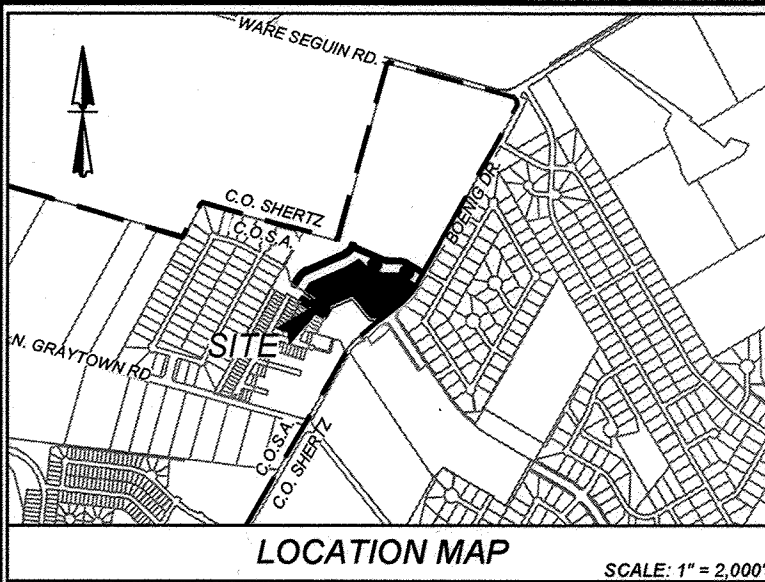 WARE SEGUIN RD.
C.O. SHERTZ
C.O.S.A.
BOENIG DR.
SITE
N. GRAYTOWN RD
C.O.S.A.
C.O. SHERTZ
LOCATION MAP
SCALE: 1" = 2,000'